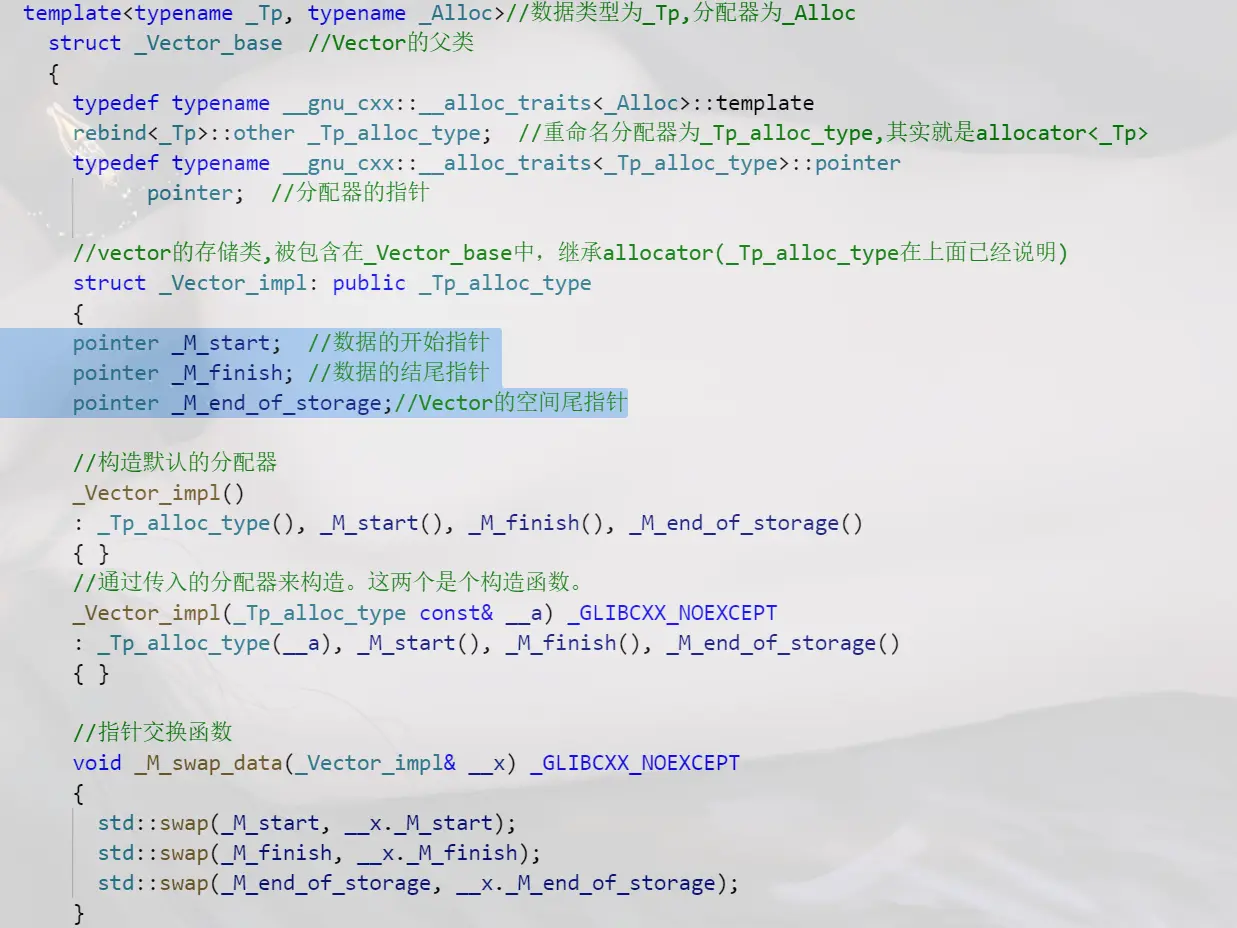 template<typename _Tp, typename _Alloc>//数据类型为_Tp,分配器为_Alloc
struct _Vector_base  //Vector的父类
{
typedef typename __gnu_cxx::__alloc_traits<_Alloc>::template
rebind<_Tp>::other _Tp_alloc_type;  //重命名分配器为_Tp_alloc_type,其实就是allocator<_Tp>
typedef typename __gnu_cxx::__alloc_traits<_Tp_alloc_type>::pointer
pointer;  //分配器的指针
//vector的存储类,被包含在_Vector_base中，继承allocator(_Tp_alloc_type在上面已经说明)
struct _Vector_impl: public _Tp_alloc_type
{
pointer _M_start;  //数据的开始指针
pointer _M_finish; //数据的结尾指针
pointer _M_end_of_storage;//Vector的空间尾指针
//构造默认的分配器
_Vector_impl()
: _Tp_alloc_type(), _M_start(), _M_finish(), _M_end_of_storage()
{ }
//通过传入的分配器来构造。这两个是个构造函数。
_Vector_impl(_Tp_alloc_type const& __a) _GLIBCXX_NOEXCEPT
: _Tp_alloc_type(__a), _M_start(), _M_finish(), _M_end_of_storage()
{ }
//指针交换函数
void _M_swap_data(_Vector_impl& __x) _GLIBCXX_NOEXCEPT
{
std::swap(_M_start, __x._M_start);
std::swap(_M_finish, __x._M_finish);
std::swap(_M_end_of_storage, __x._M_end_of_storage);
}